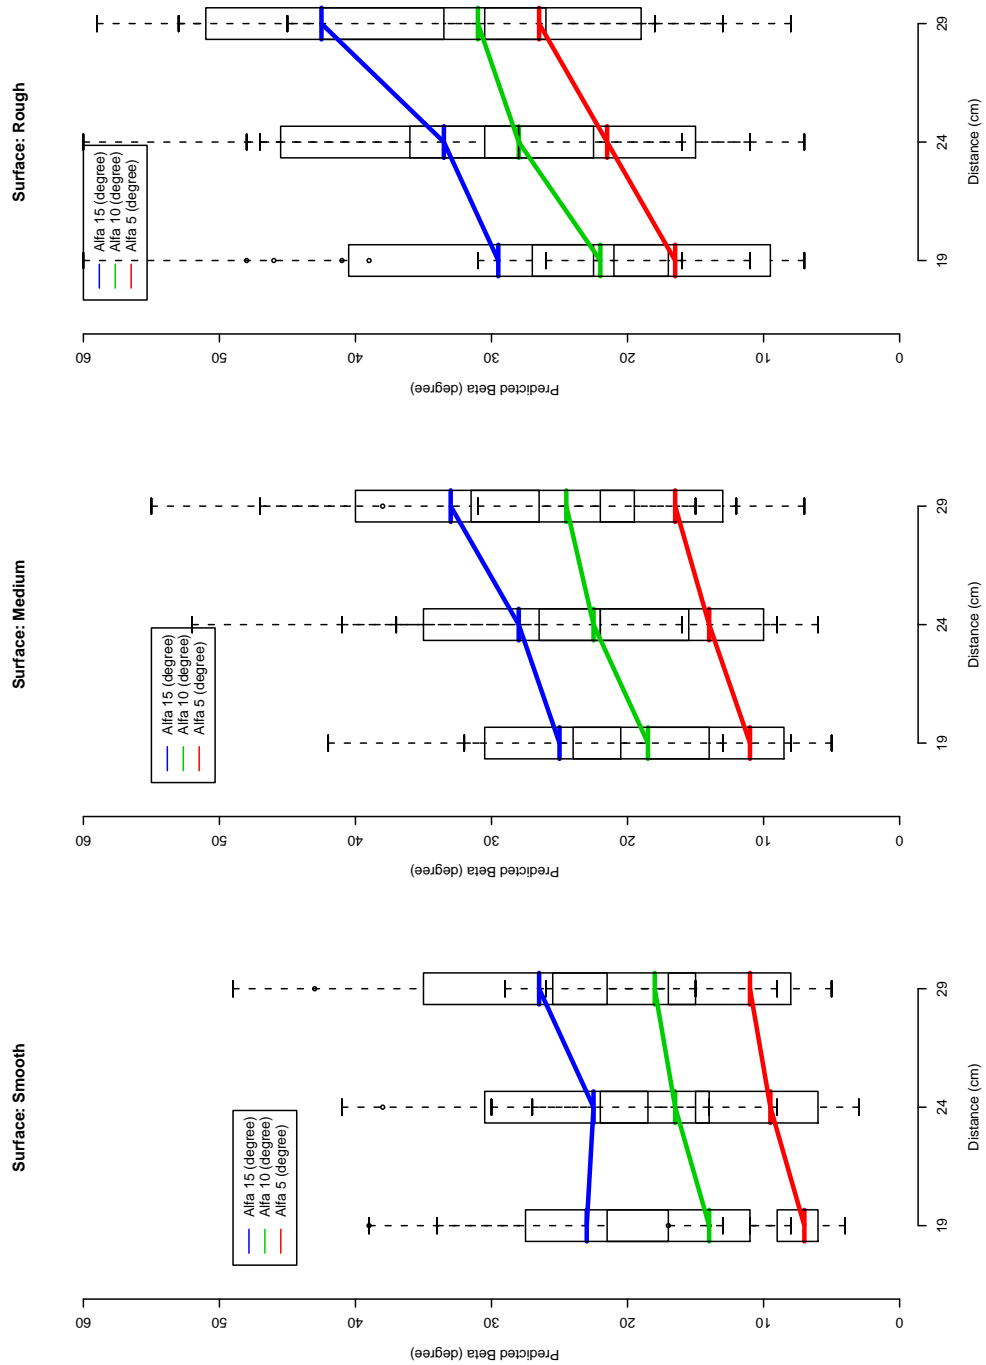 Surface: Smooth
Alfa 15 (degree)
Alfa 10 (degree)
Alfa 5 (degree)
Predicted Beta (degree)
0
10
20
30
40
50
60
19
24
29
Distance (cm)
Surface: Medium
Alfa 15 (degree)
Alfa 10 (degree)
Alfa 5 (degree)
Predicted Beta (degree)
0
10
20
30
40
50
60
19
24
29
Distance (cm)
Surface: Rough
Alfa 15 (degree)
Alfa 10 (degree)
Alfa 5 (degree)
Predicted Beta (degree)
0
10
20
30
40
50
60
19
24
29
Distance (cm)